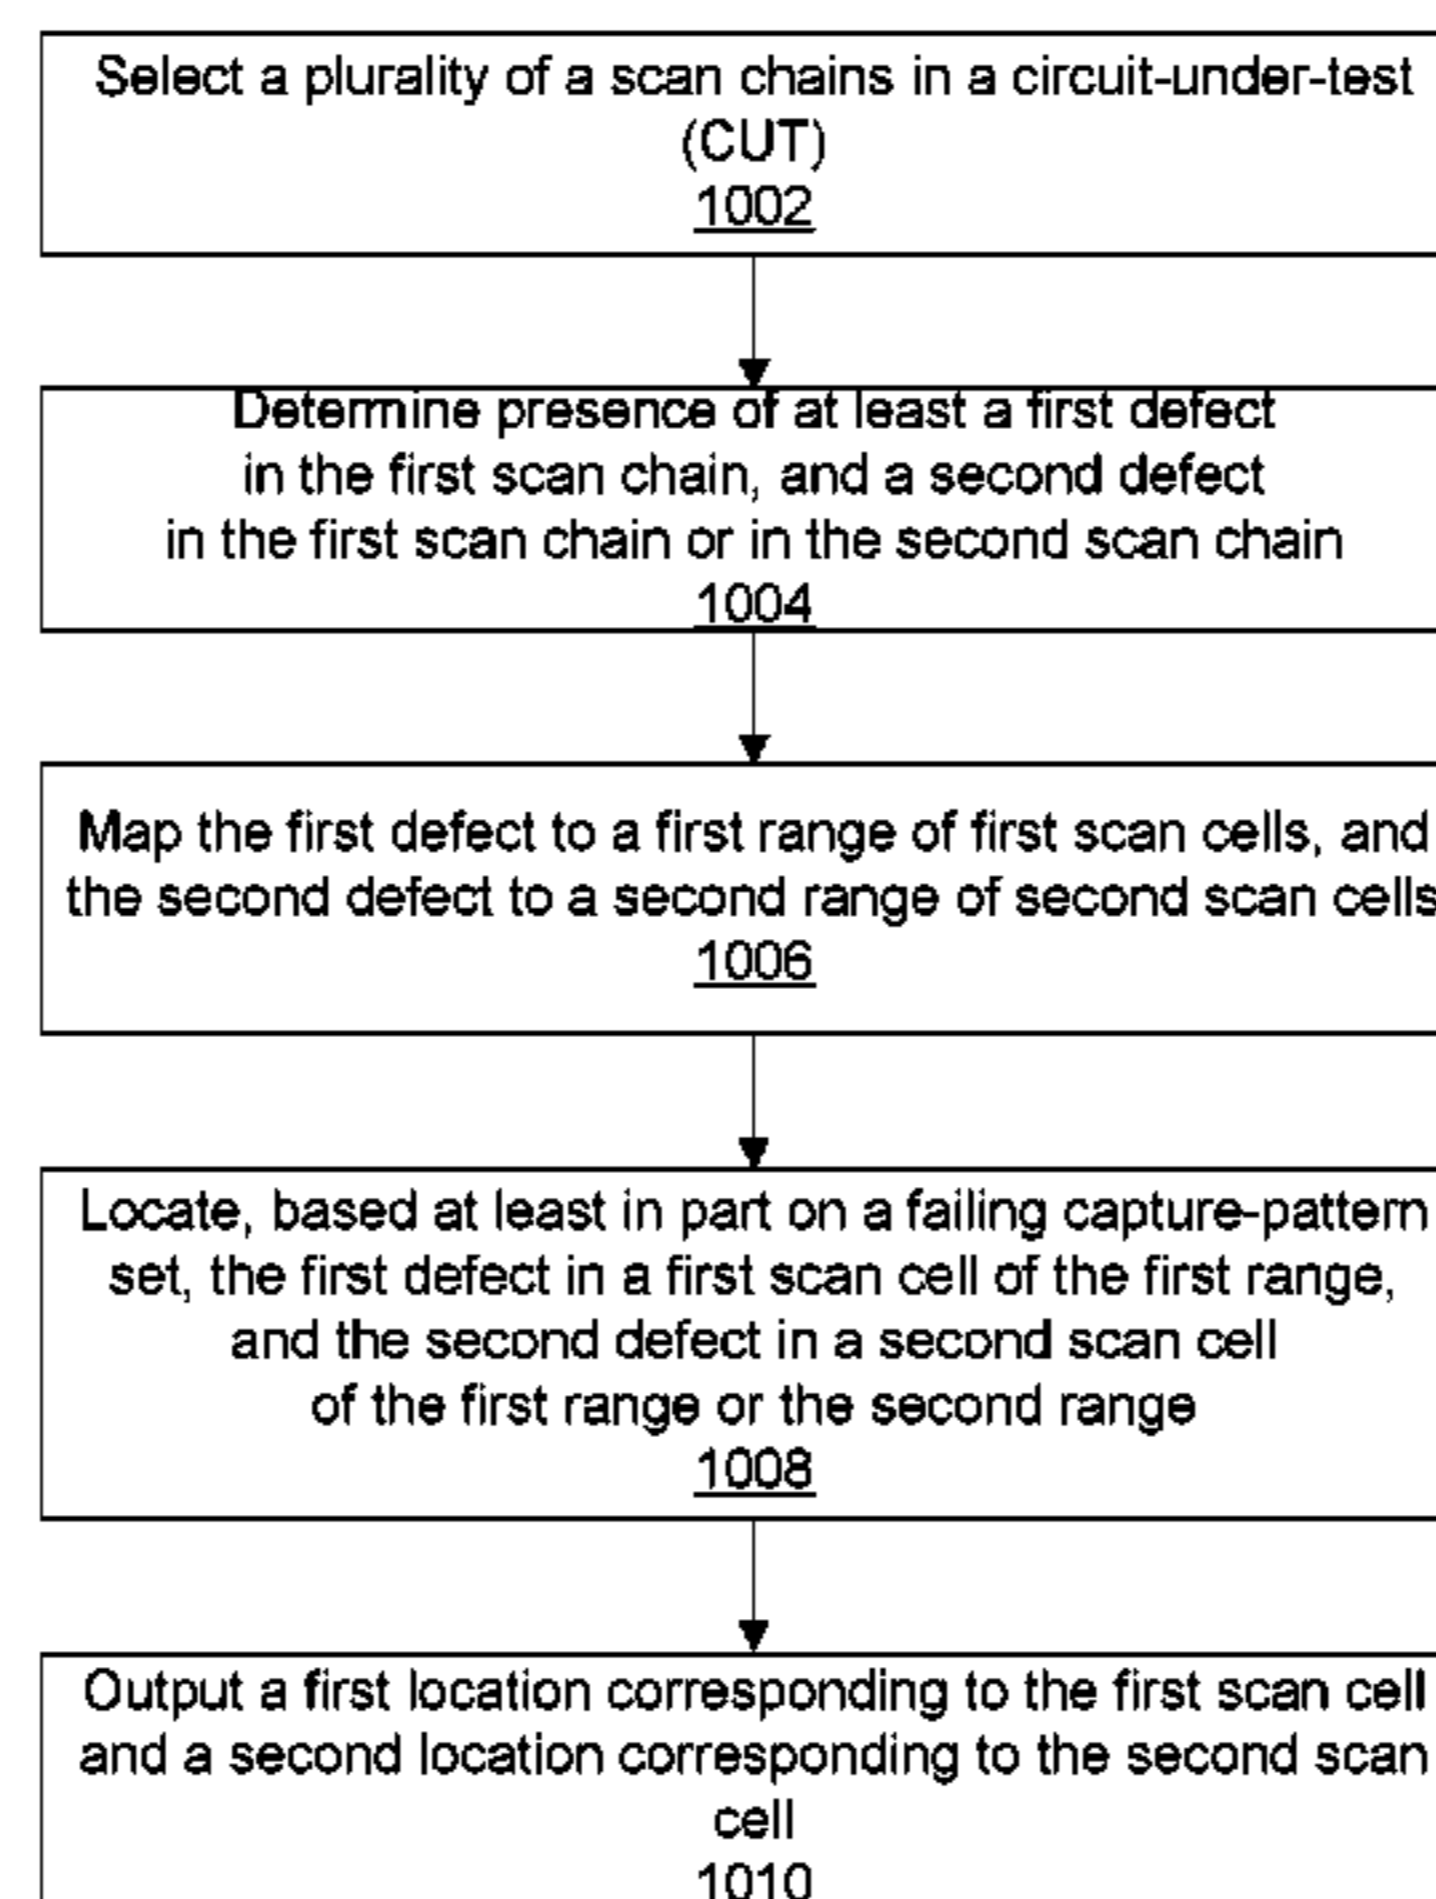 Select a plurality of a scan chains in a circuit-under-test
(CUT)
1002
Determine presence of at least a first defect
in the first scan chain, and a second defect
in the first scan chain or in the second scan chain
1004
Map the first defect to a first range of first scan cells, and
the second defect to a second range of second scan cells
1006
Locate, based at least in part on a failing capture-pattern
set, the first defect in a first scan cell of the first range,
and the second defect in a second scan cell
of the first range or the second range
1008
Output a first location corresponding to the first scan cell
and a second location corresponding to the second scan
cell
1010